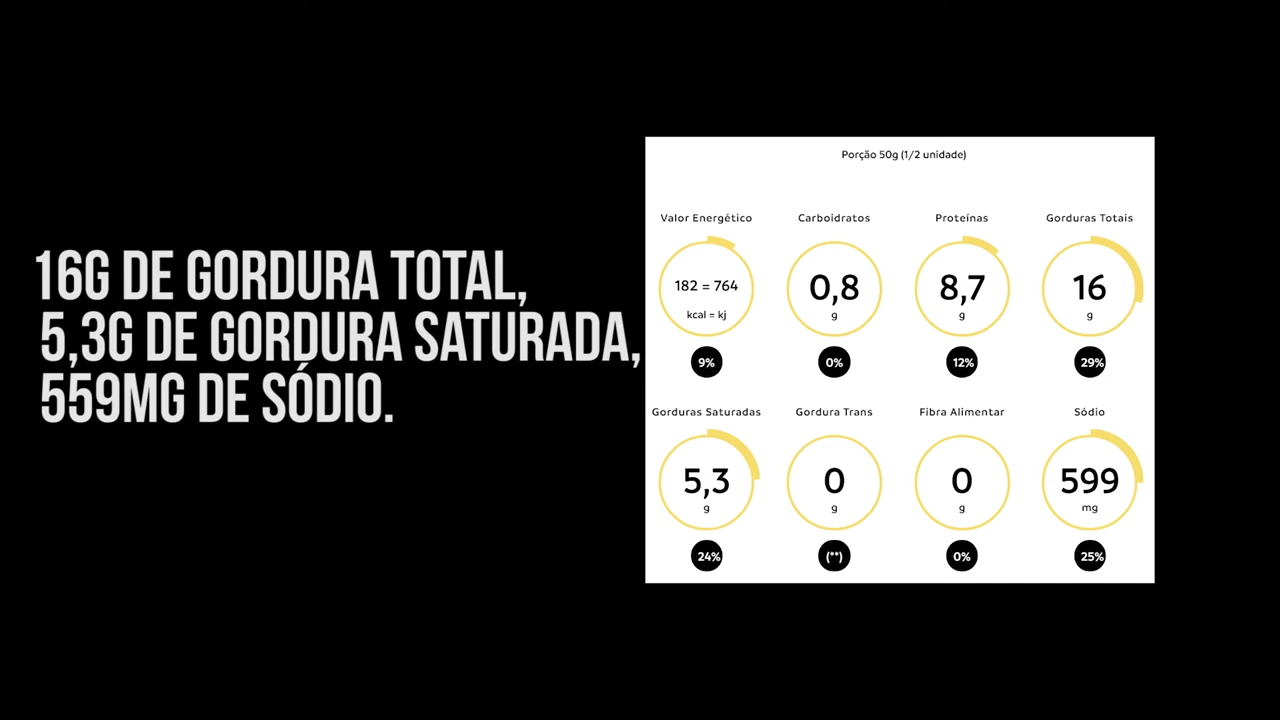 16G DE GORDURA TOTAL,
5,3G DE GORDURA SATURADA,
559MG DE SÓDIO.
Porção 50g (1/2 unidade)
Valor Energético Carboidratos Proteínas Gorduras Totais
182 = 764 0,8 8,7 16
kcal = kj g g g
9% 0% 12% 29%
Gorduras Saturadas Gordura Trans Fibra Alimentar Sódio
5,3 0 0 599
g g g mg
24% (**) 0% 25%